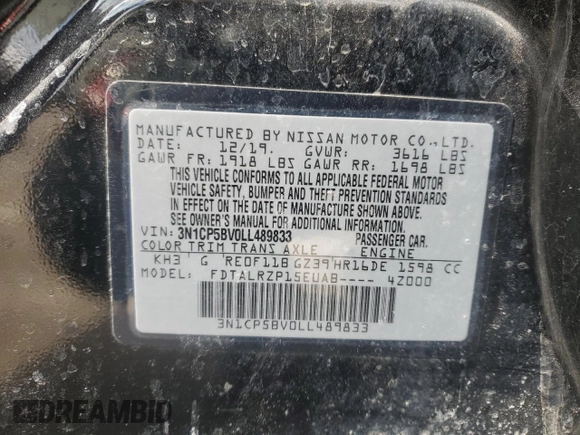 MANUFACTURED BY NISSAN MOTOR CO.,LTD.
DATE: 12/19. GVWR: 3616 LBS
GAWR FR: 1918 LBS GAWR RR: 1698 LBS
THIS VEHICLE CONFORMS TO ALL APPLICABLE FEDERAL MOTOR
VEHICLE SAFETY, BUMPER AND THEFT PREVENTION STANDARDS
IN EFFECT ON THE DATE OF MANUFACTURE SHOWN ABOVE.
SEE OWNER'S MANUAL FOR ADDITIONAL INFORMATION.
VIN: 3N1CP5BV0LL489833 PASSENGER CAR.
COLOR TRIM TRANS AXLE ENGINE
KH3 G RE0F11B GZ39 HR16DE 1598 CC
MODEL: FDTALRZP15EUAB---- 4Z000
3N1CP5BV0LL489833
DREAMBID